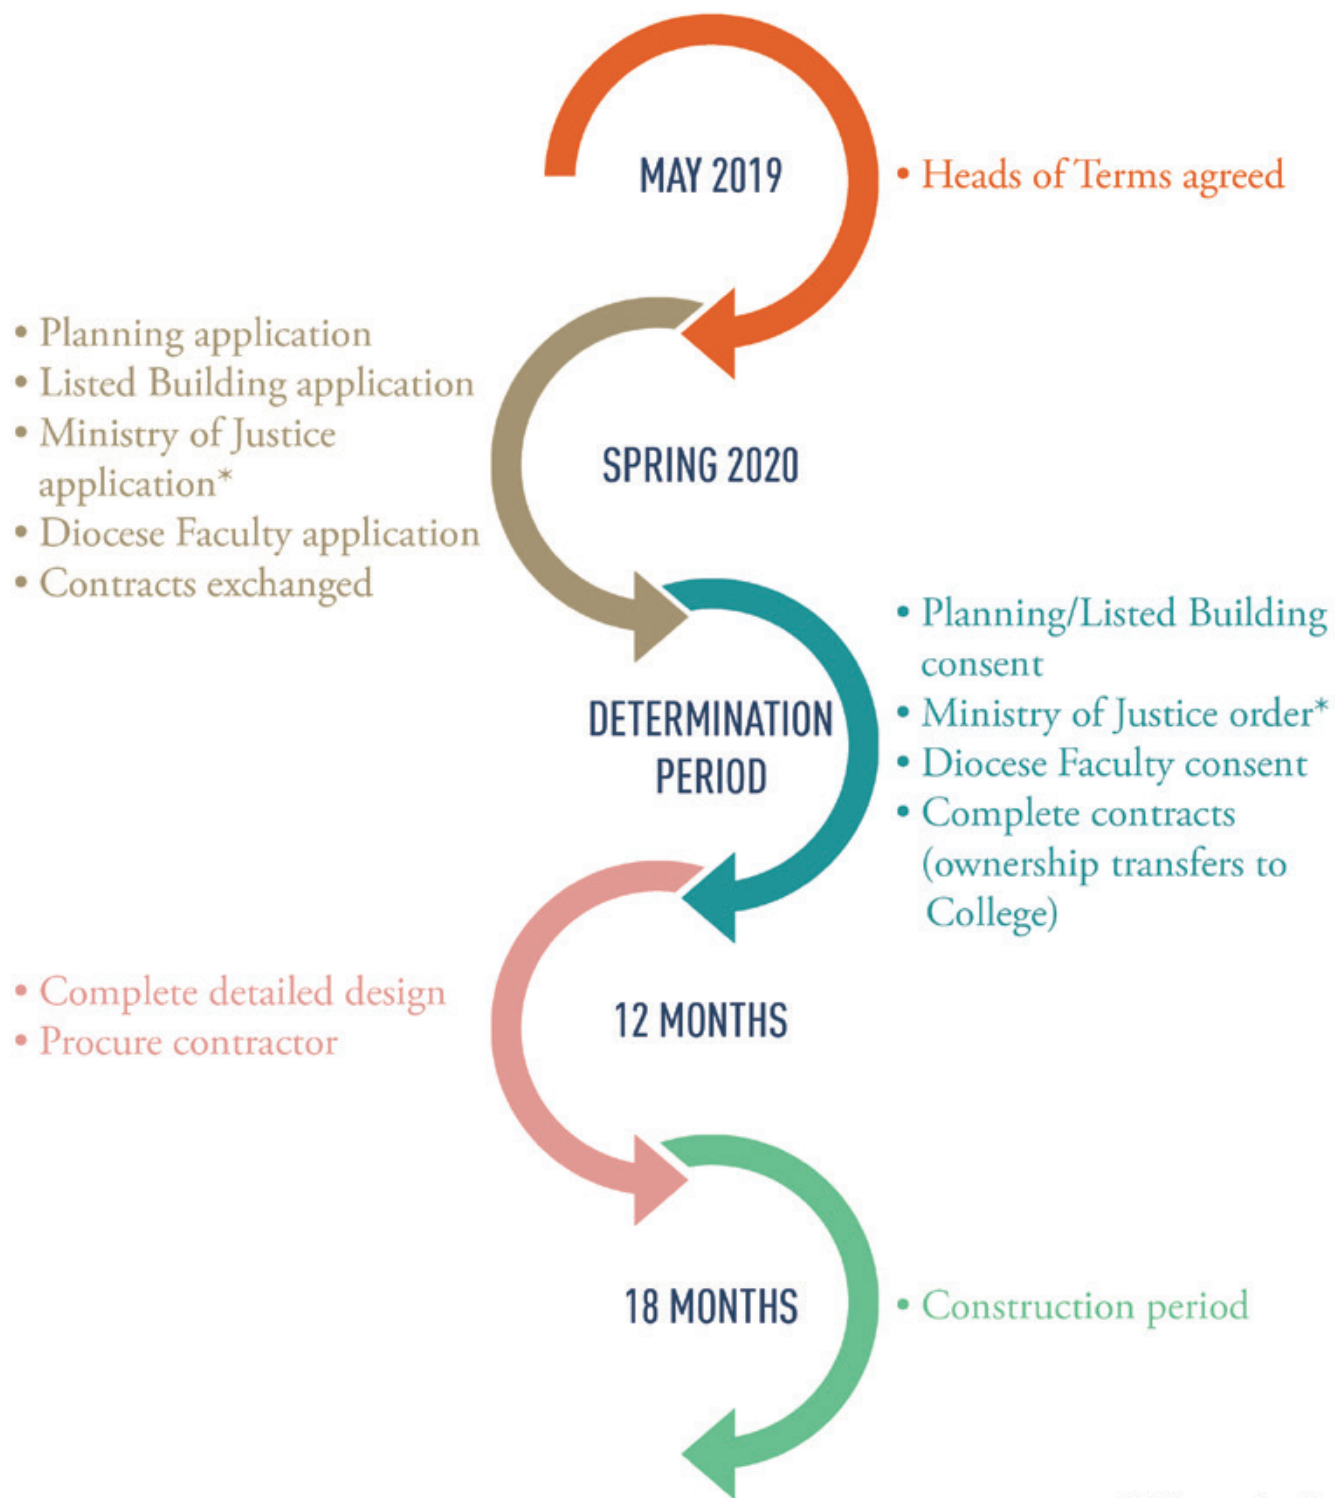 MAY 2019
• Heads of Terms agreed
• Planning application
• Listed Building application
• Ministry of Justice
application*
• Diocese Faculty application
• Contracts exchanged
SPRING 2020
DETERMINATION
PERIOD
• Planning/Listed Building
consent
• Ministry of Justice order*
• Diocese Faculty consent
• Complete contracts
(ownership transfers to
College)
• Complete detailed design
• Procure contractor
12 MONTHS
18 MONTHS
• Construction period